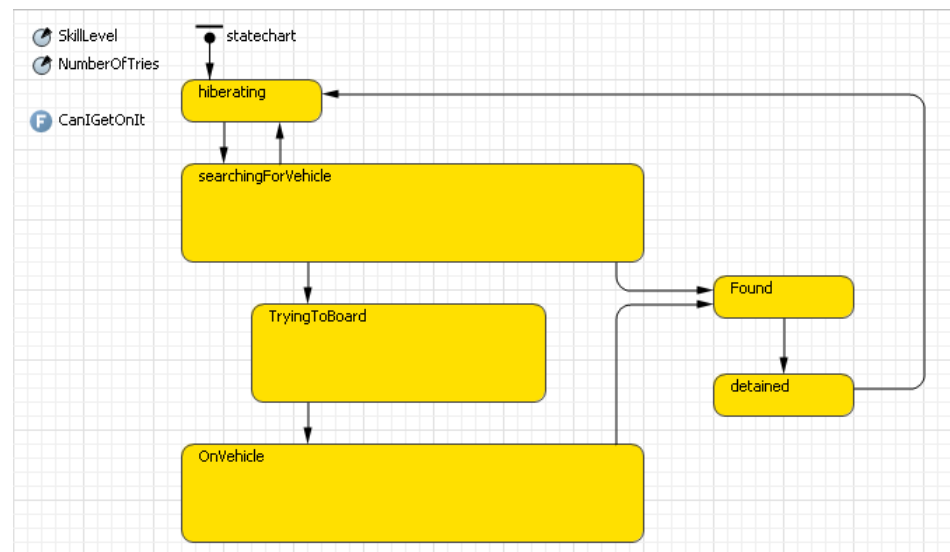 SkillLevel
statechart
NumberOfTries
hiberating
F CanIGetOnIt
searchingForVehicle
Found
TryingToBoard
detained
OnVehicle